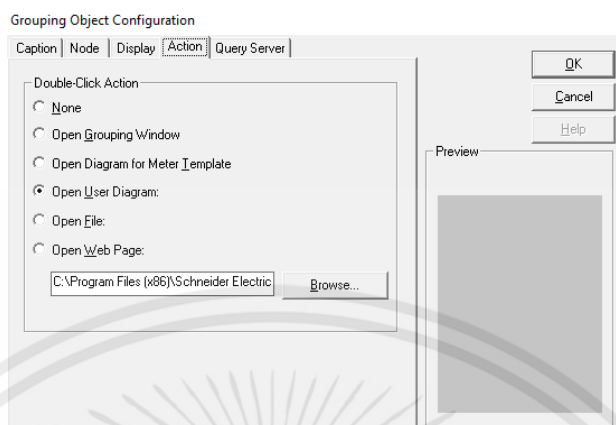 Grouping Object Configuration
Caption Node Display Action Query Server
OK
Double-Click Action
Cancel
None
Help
Open Grouping Window
Preview
Open Diagram for Meter Template
Open User Diagram:
Open File:
Open Web Page:
C:\Program Files (x86)\Schneider Electric
Browse...